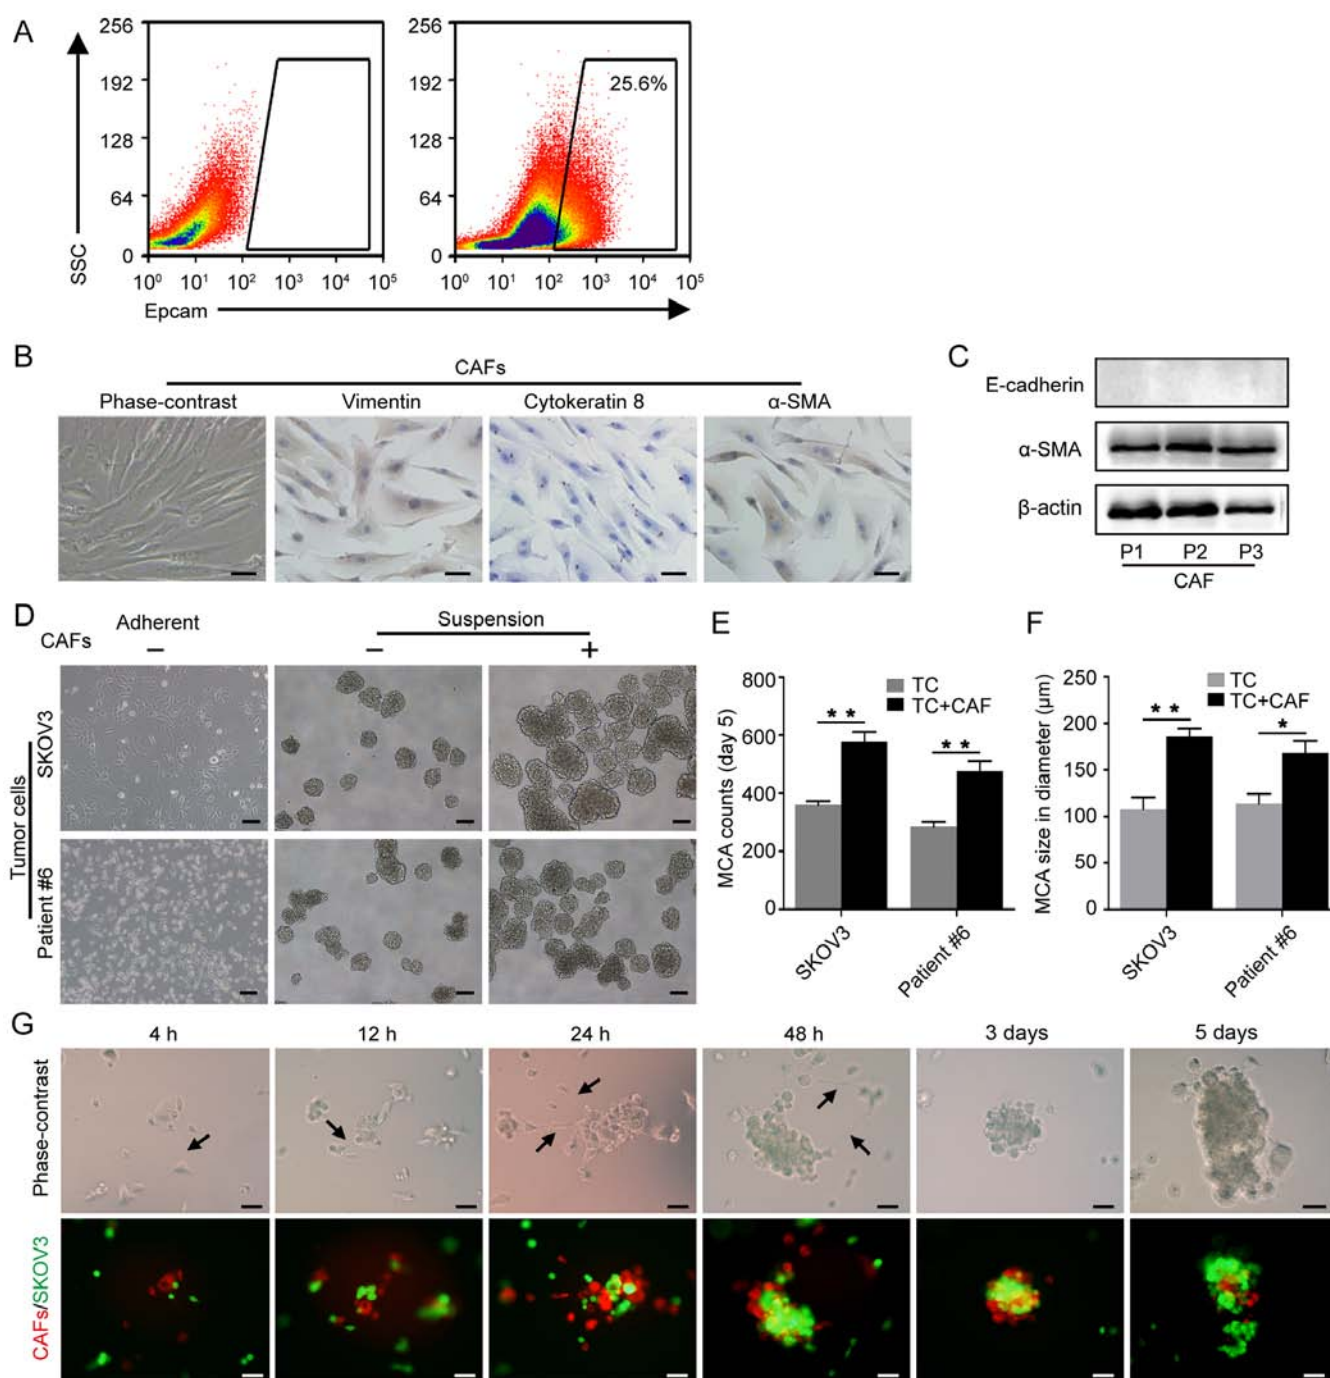 A
256
192
128
64
0
SSC
10⁰ 10¹ 10² 10³ 10⁴ 10⁵
256
192
128
64
0
25.6%
10⁰ 10¹ 10² 10³ 10⁴ 10⁵
Epcam
B
CAFs
Phase-contrast Vimentin Cytokeratin 8 α-SMA
C
E-cadherin
α-SMA
β-actin
P1 P2 P3
CAF
D
Adherent Suspension
CAFs − − +
Tumor cells
SKOV3
Patient #6
E
TC
TC+CAF
MCA counts (day 5)
800
600
400
200
0
** **
SKOV3 Patient #6
F
TC
TC+CAF
MCA size in diameter (μm)
250
200
150
100
50
0
** *
SKOV3 Patient #6
G
4 h 12 h 24 h 48 h 3 days 5 days
Phase-contrast
CAFs/SKOV3